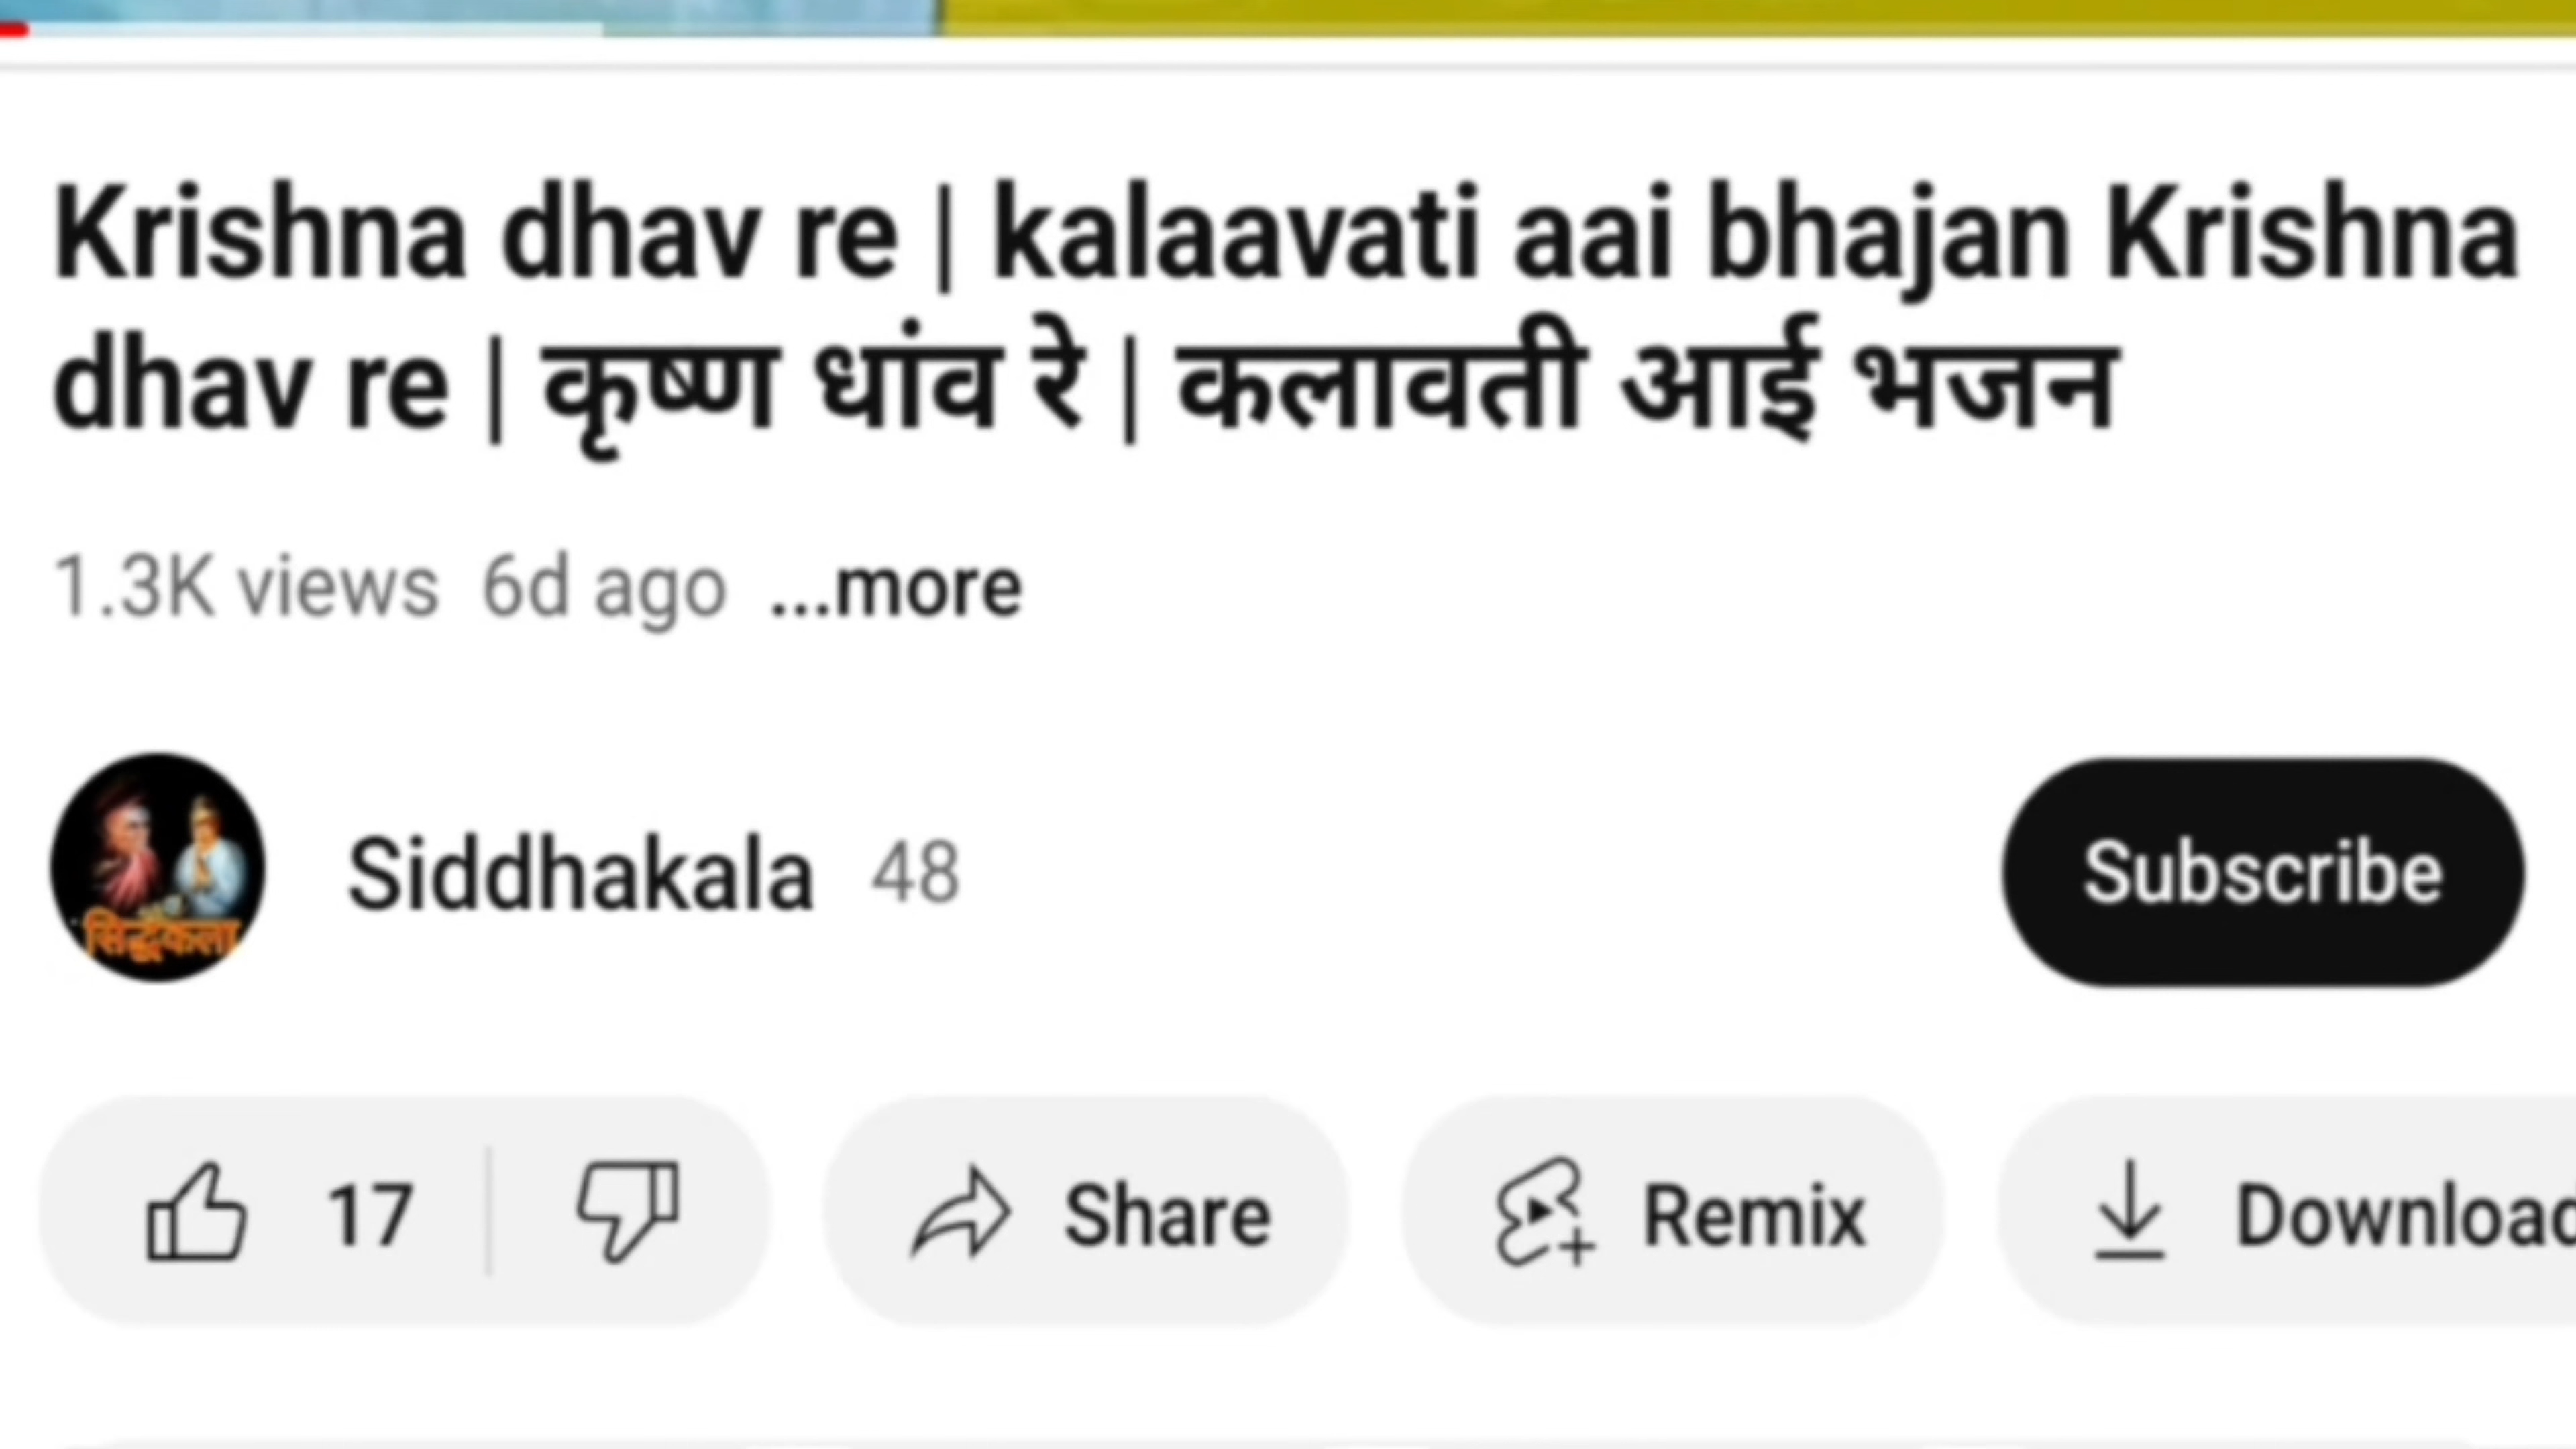 Krishna dhav re | kalaavati aai bhajan Krishna
dhav re | कृष्ण धांव रे | कलावती आई भजन
1.3K views 6d ago ...more
सिद्धकला
Siddhakala 48
Subscribe
17
Share
Remix
Download